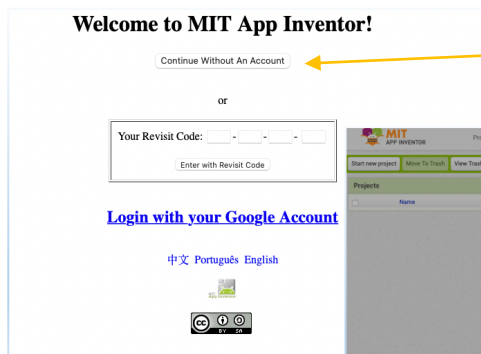 Welcome to MIT App Inventor!
Continue Without An Account
or
Your Revisit Code: - - -
Enter with Revisit Code
Login with your Google Account
中文 Português English
MIT
APP INVENTOR
Start new project Move To Trash View Trash
Projects
Name
BY SA